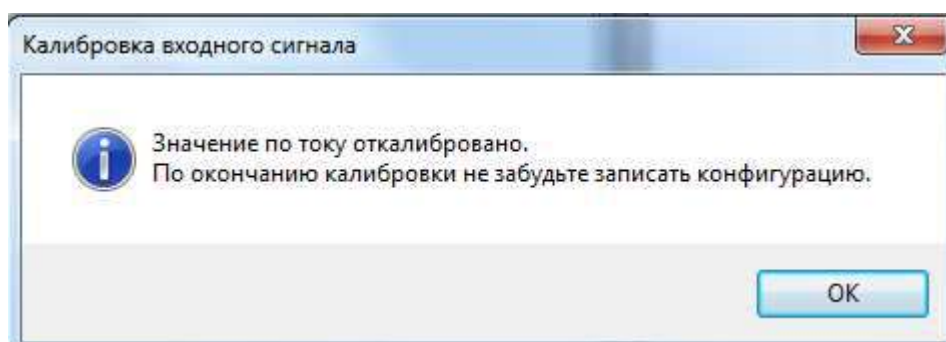 Калибровка входного сигнала
Значение по току откалибровано.
По окончанию калибровки не забудьте записать конфигурацию.
OK